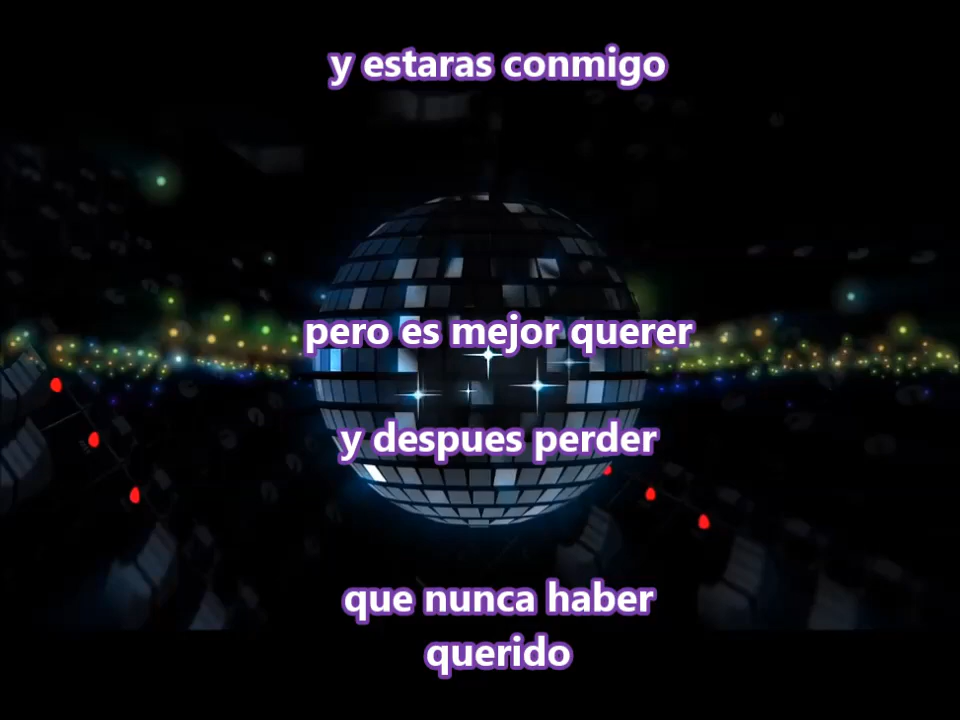 y estaras conmigo
pero es mejor querer
y despues perder
que nunca haber
querido